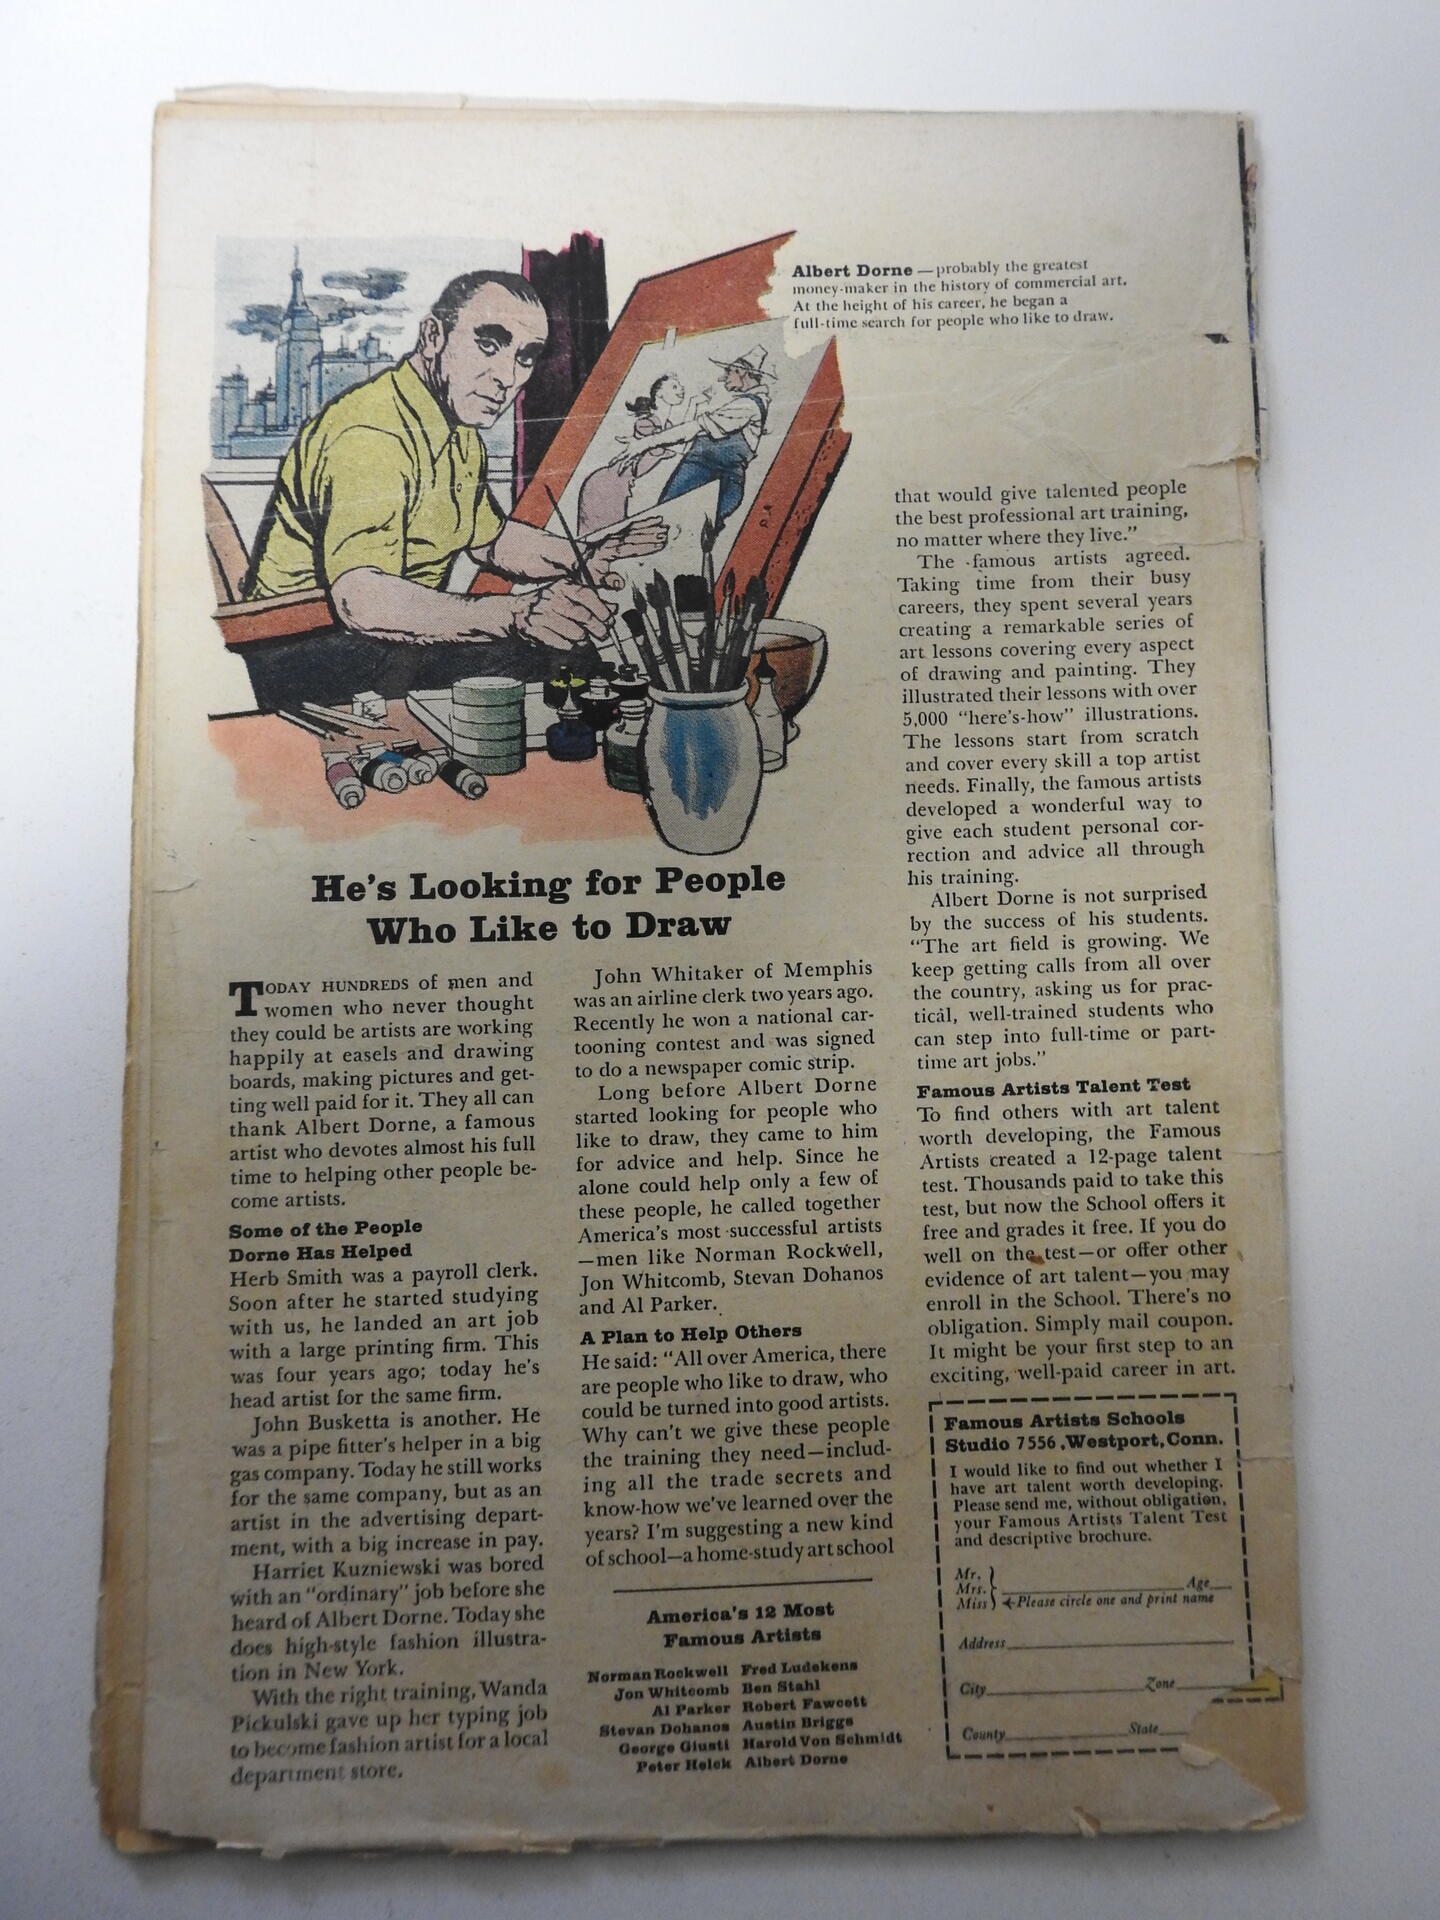 Albert Dorne — probably the greatest
money-maker in the history of commercial art.
At the height of his career, he began a
full-time search for people who like to draw.
He's Looking for People
Who Like to Draw
TODAY HUNDREDS of men and
women who never thought
they could be artists are working
happily at easels and drawing
boards, making pictures and get-
ting well paid for it. They all can
thank Albert Dorne, a famous
artist who devotes almost his full
time to helping other people be-
come artists.
Some of the People
Dorne Has Helped
Herb Smith was a payroll clerk.
Soon after he started studying
with us, he landed an art job
with a large printing firm. This
was four years ago; today he's
head artist for the same firm.
John Busketta is another. He
was a pipe fitter's helper in a big
gas company. Today he still works
for the same company, but as an
artist in the advertising depart-
ment, with a big increase in pay.
Harriet Kuzniewski was bored
with an "ordinary" job before she
heard of Albert Dorne. Today she
does high-style fashion illustra-
tion in New York.
With the right training, Wanda
Pickulski gave up her typing job
to become fashion artist for a local
department store.
John Whitaker of Memphis
was an airline clerk two years ago.
Recently he won a national car-
tooning contest and was signed
to do a newspaper comic strip.
Long before Albert Dorne
started looking for people who
like to draw, they came to him
for advice and help. Since he
alone could help only a few of
these people, he called together
America's most successful artists
—men like Norman Rockwell,
Jon Whitcomb, Stevan Dohanos
and Al Parker.
A Plan to Help Others
He said: "All over America, there
are people who like to draw, who
could be turned into good artists.
Why can't we give these people
the training they need—includ-
ing all the trade secrets and
know-how we've learned over the
years? I'm suggesting a new kind
of school—a home-study art school
that would give talented people
the best professional art training,
no matter where they live."
The famous artists agreed.
Taking time from their busy
careers, they spent several years
creating a remarkable series of
art lessons covering every aspect
of drawing and painting. They
illustrated their lessons with over
5,000 "here's-how" illustrations.
The lessons start from scratch
and cover every skill a top artist
needs. Finally, the famous artists
developed a wonderful way to
give each student personal cor-
rection and advice all through
his training.
Albert Dorne is not surprised
by the success of his students.
"The art field is growing. We
keep getting calls from all over
the country, asking us for prac-
tical, well-trained students who
can step into full-time or part-
time art jobs."
Famous Artists Talent Test
To find others with art talent
worth developing, the Famous
Artists created a 12-page talent
test. Thousands paid to take this
test, but now the School offers it
free and grades it free. If you do
well on the test—or offer other
evidence of art talent—you may
enroll in the School. There's no
obligation. Simply mail coupon.
It might be your first step to an
exciting, well-paid career in art.
America's 12 Most
Famous Artists
Norman Rockwell Fred Ludekens
Jon Whitcomb Ben Stahl
Al Parker Robert Fawcett
Stevan Dohanos Austin Briggs
George Giusti Harold Von Schmidt
Peter Helck Albert Dorne
Famous Artists Schools
Studio 7556, Westport, Conn.
I would like to find out whether I
have art talent worth developing.
Please send me, without obligation,
your Famous Artists Talent Test
and descriptive brochure.
Mr.
Mrs. Age
Miss Please circle one and print name
Address
City Zone
County State